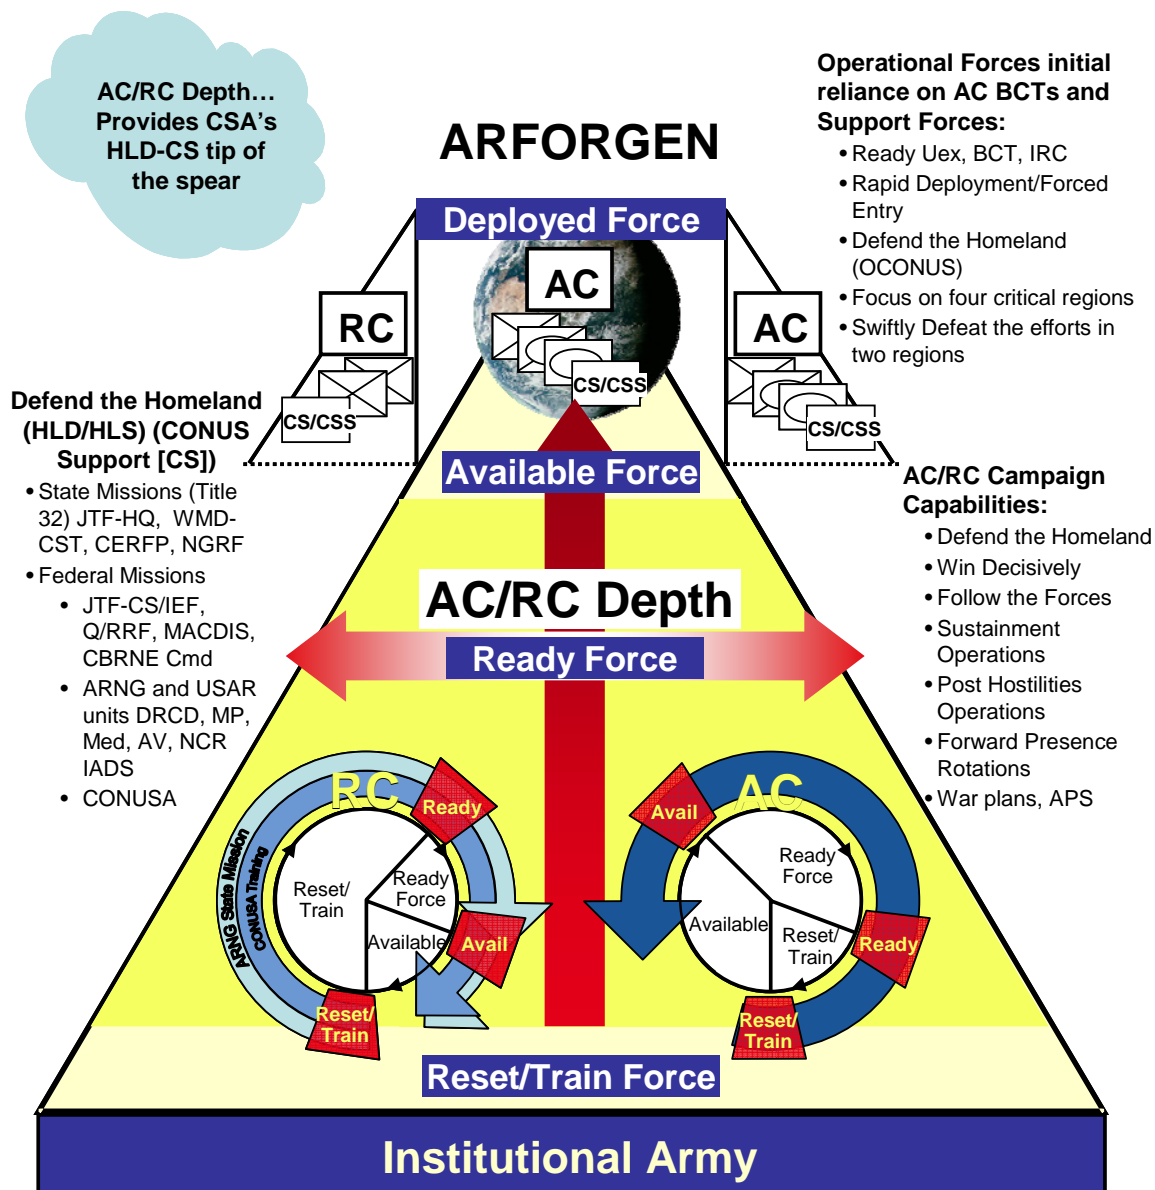 AC/RC Depth…
Provides CSA's
HLD-CS tip of
the spear
ARFORGEN
Operational Forces initial
reliance on AC BCTs and
Support Forces:
• Ready Uex, BCT, IRC
• Rapid Deployment/Forced
Entry
• Defend the Homeland
(OCONUS)
• Focus on four critical regions
• Swiftly Defeat the efforts in
two regions
Deployed Force
RC
AC
AC
CS/CSS
CS/CSS
CS/CSS
Defend the Homeland
(HLD/HLS) (CONUS
Support [CS])
• State Missions (Title
32) JTF-HQ, WMD-
CST, CERFP, NGRF
• Federal Missions
• JTF-CS/IEF,
Q/RRF, MACDIS,
CBRNE Cmd
• ARNG and USAR
units DRCD, MP,
Med, AV, NCR
IADS
• CONUSA
Available Force
AC/RC Campaign
Capabilities:
• Defend the Homeland
• Win Decisively
• Follow the Forces
• Sustainment
Operations
• Post Hostilities
Operations
• Forward Presence
Rotations
• War plans, APS
AC/RC Depth
Ready Force
RC
Ready
Avail
Reset/
Train
ARNG State Mission
CONUSA Training
Reset/
Train
Ready
Force
Available
AC
Avail
Ready
Reset/
Train
Ready
Force
Available
Reset/
Train
Reset/Train Force
Institutional Army